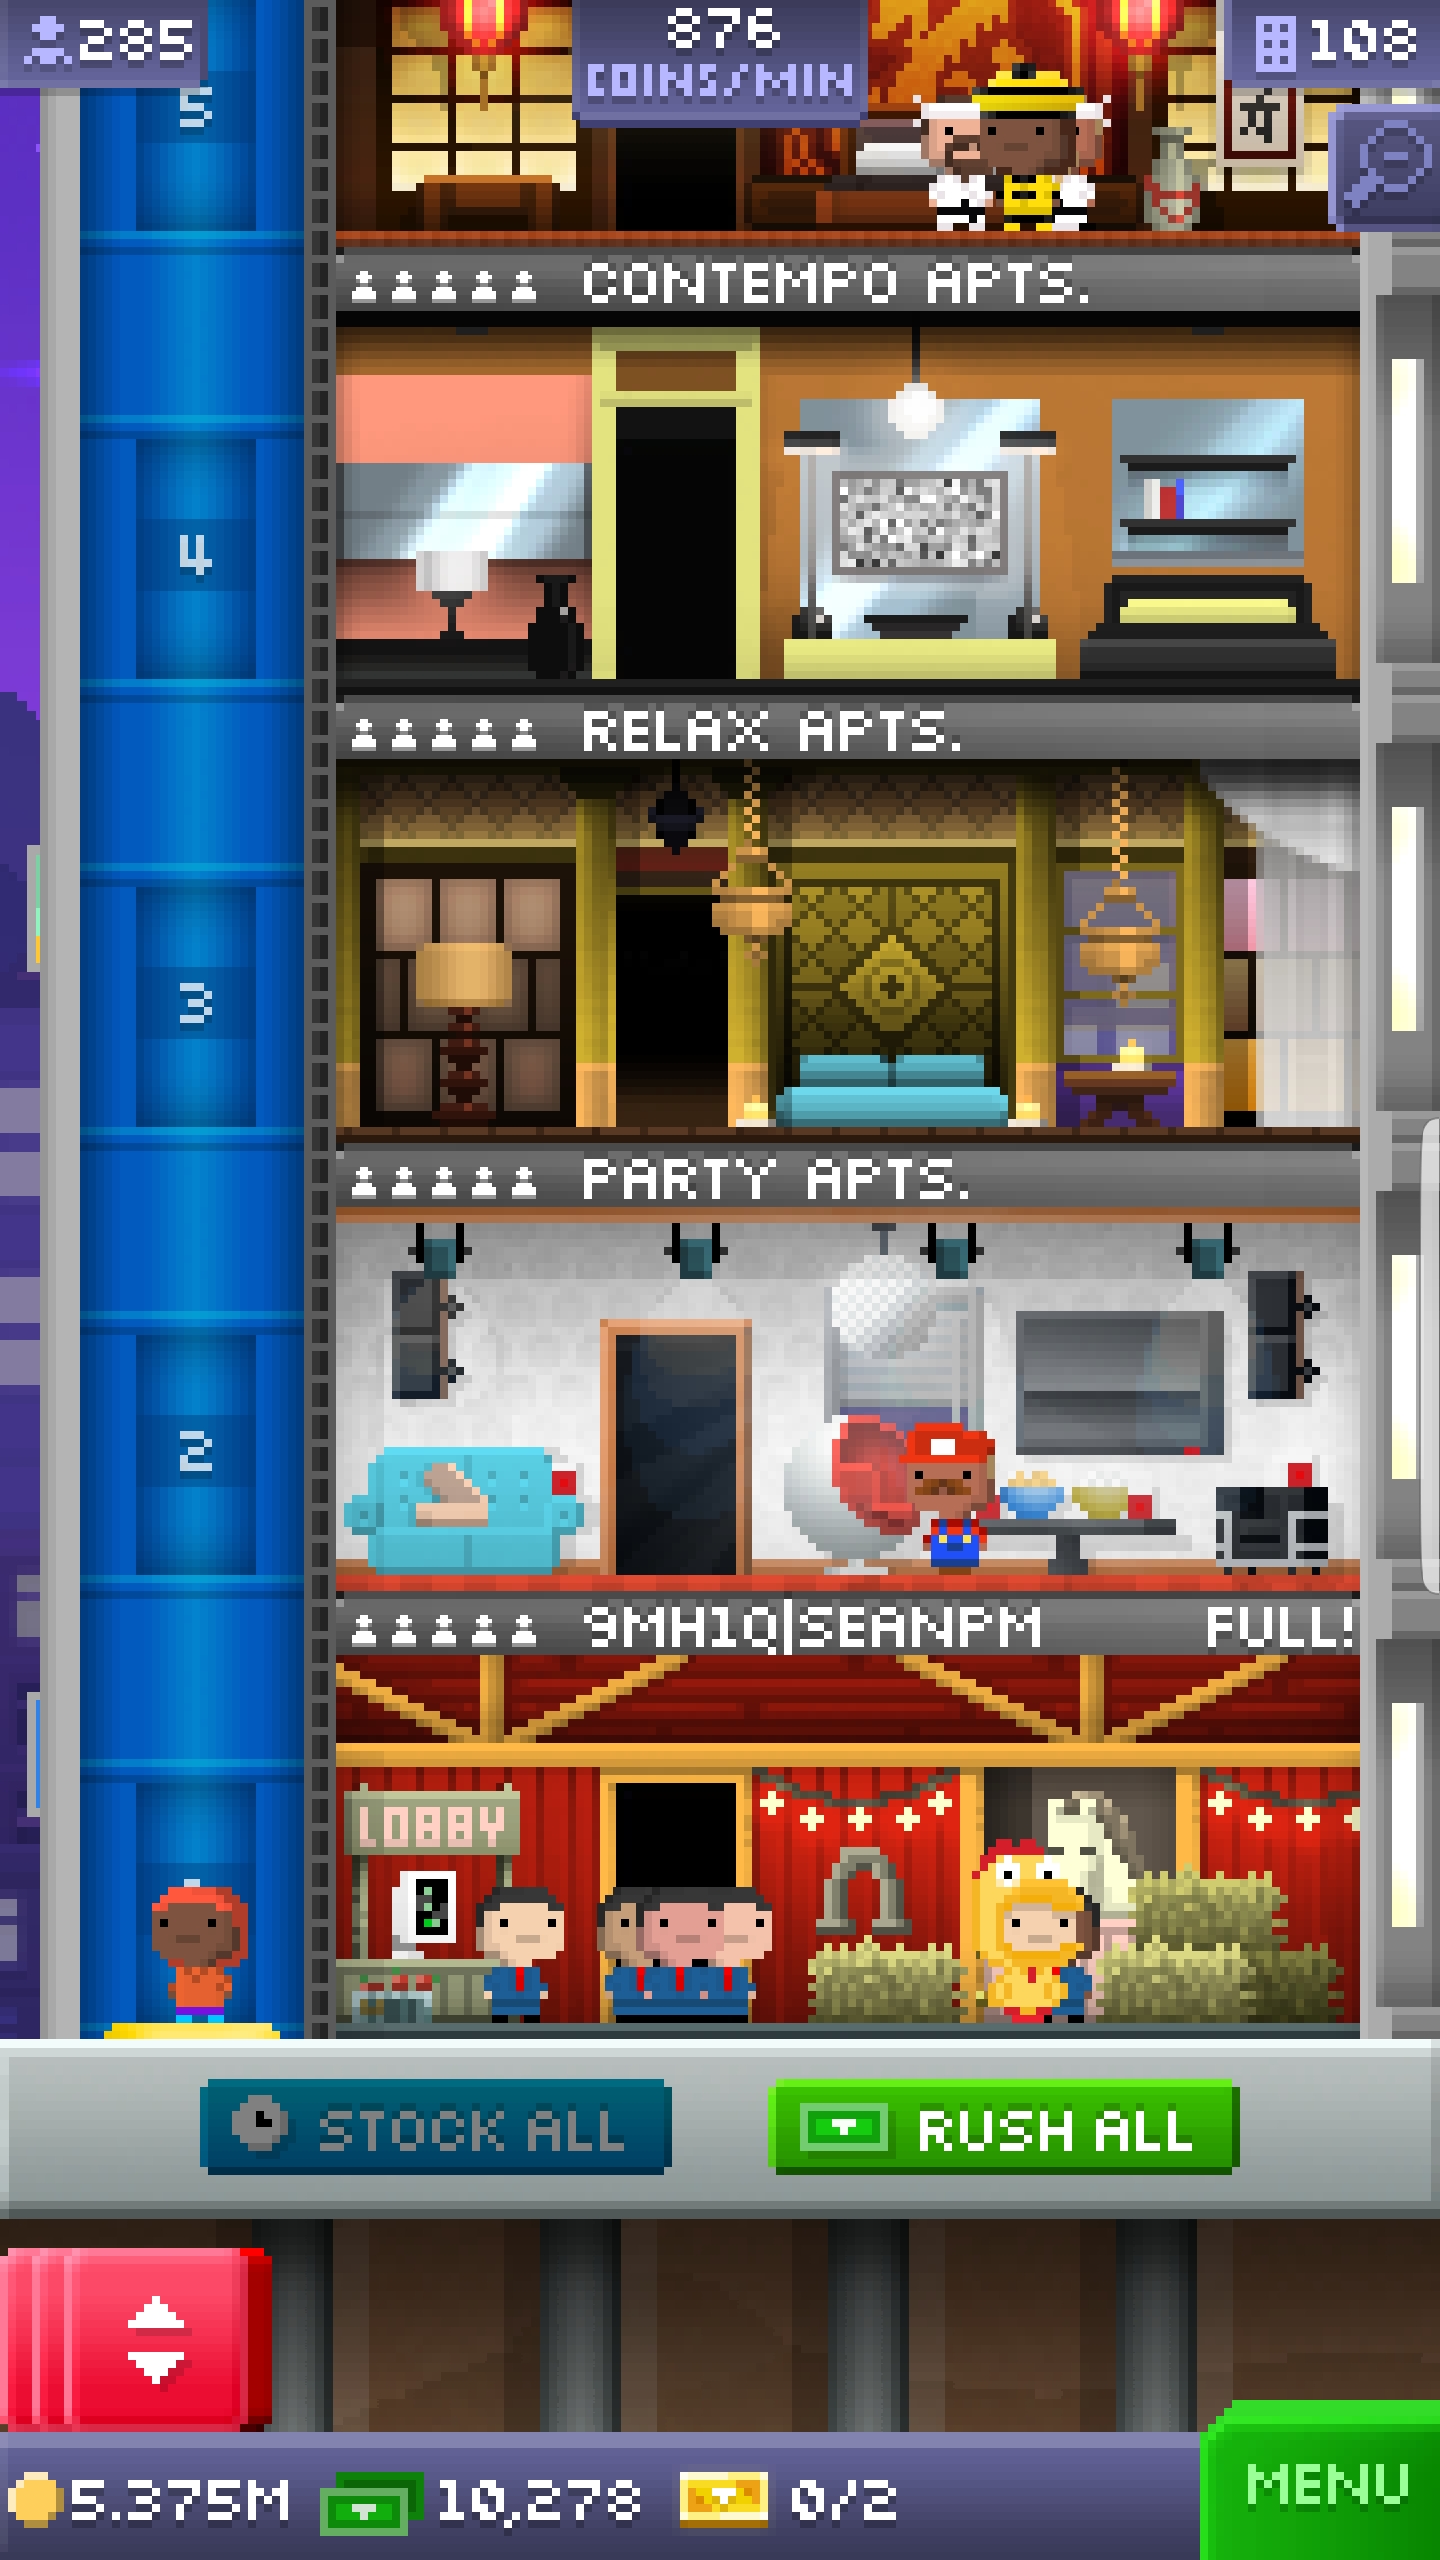 285
876
COINS/MIN
108
5
CONTEMPO APTS.
4
RELAX APTS.
3
PARTY APTS.
2
9MH1Q|SEANPM FULL!
LOBBY
STOCK ALL
RUSH ALL
5.375M 10,278 0/2
MENU